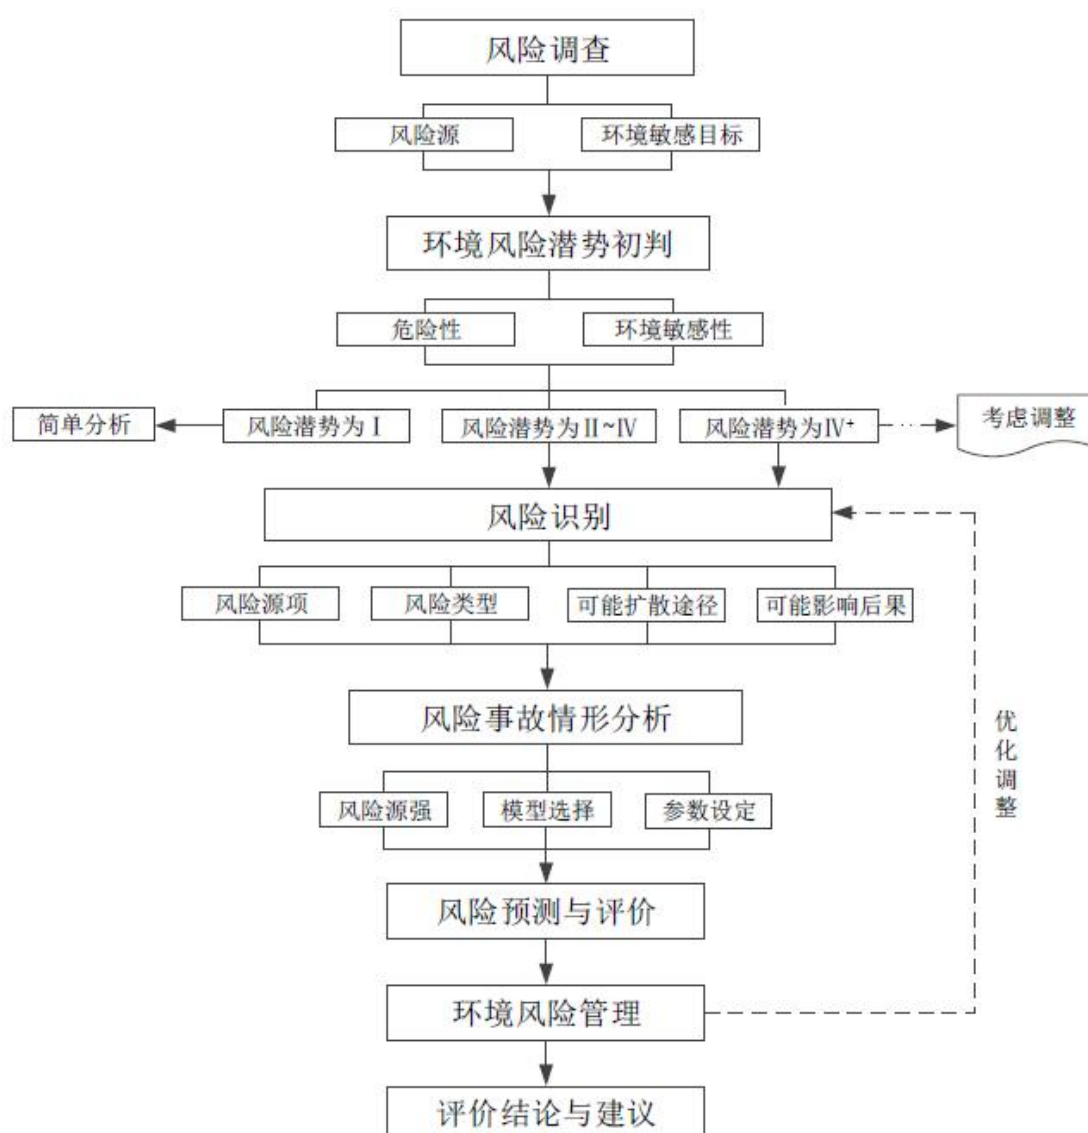 风险调查
风险源
环境敏感目标
环境风险潜势初判
危险性
环境敏感性
简单分析
风险潜势为Ⅰ
风险潜势为Ⅱ~Ⅳ
风险潜势为Ⅳ⁺
考虑调整
风险识别
风险源项
风险类型
可能扩散途径
可能影响后果
风险事故情形分析
风险源强
模型选择
参数设定
优化调整
风险预测与评价
环境风险管理
评价结论与建议